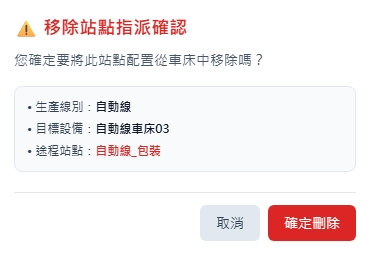 ⚠️ 移除站點指派確認
您確定要將此站點配置從車床中移除嗎？
• 生產線別：自動線
• 目標設備：自動線車床03
• 途程站點：自動線_包裝
取消 確定刪除